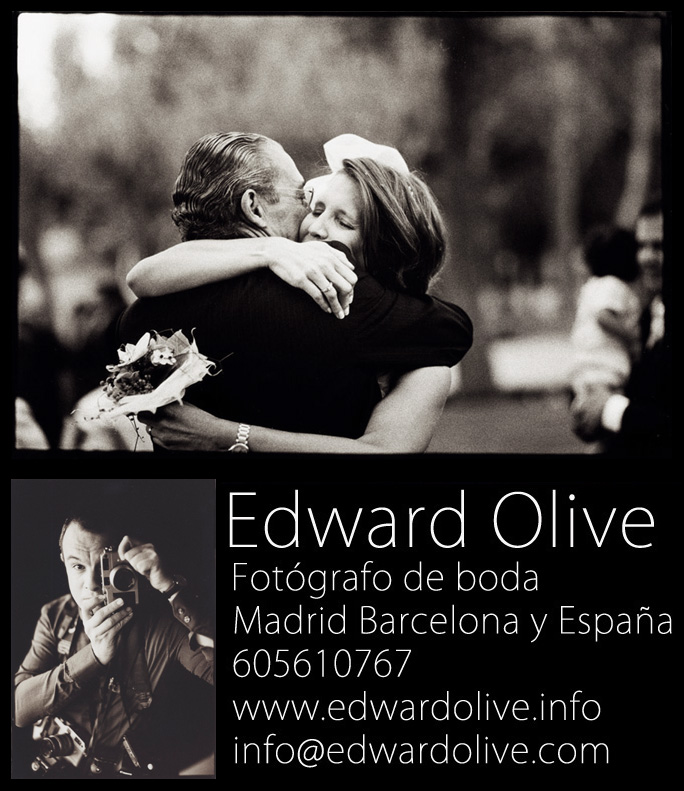 Edward Olive
Fotógrafo de boda
Madrid Barcelona y España
605610767
www.edwardolive.info
info@edwardolive.com